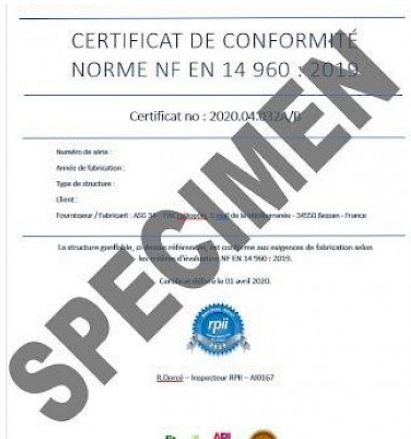 CERTIFICAT DE CONFORMITÉ
NORME NF EN 14 960 : 2019
Certificat no : 2020.04.032A/B
Numéro de série :
Année de fabrication :
Type de structure :
Client :
Fournisseur / Fabricant : ASG 34 - - 34550 Bessan - France
La structure gonflable, ci-dessus référencée, est conforme aux exigences de fabrication selon
les critères d'évaluation NF EN 14 960 : 2019.
Certificat délivré le 01 avril 2020.
rpii
R.Dorcé – Inspecteur RPII – AI0167
API
SPECIMEN